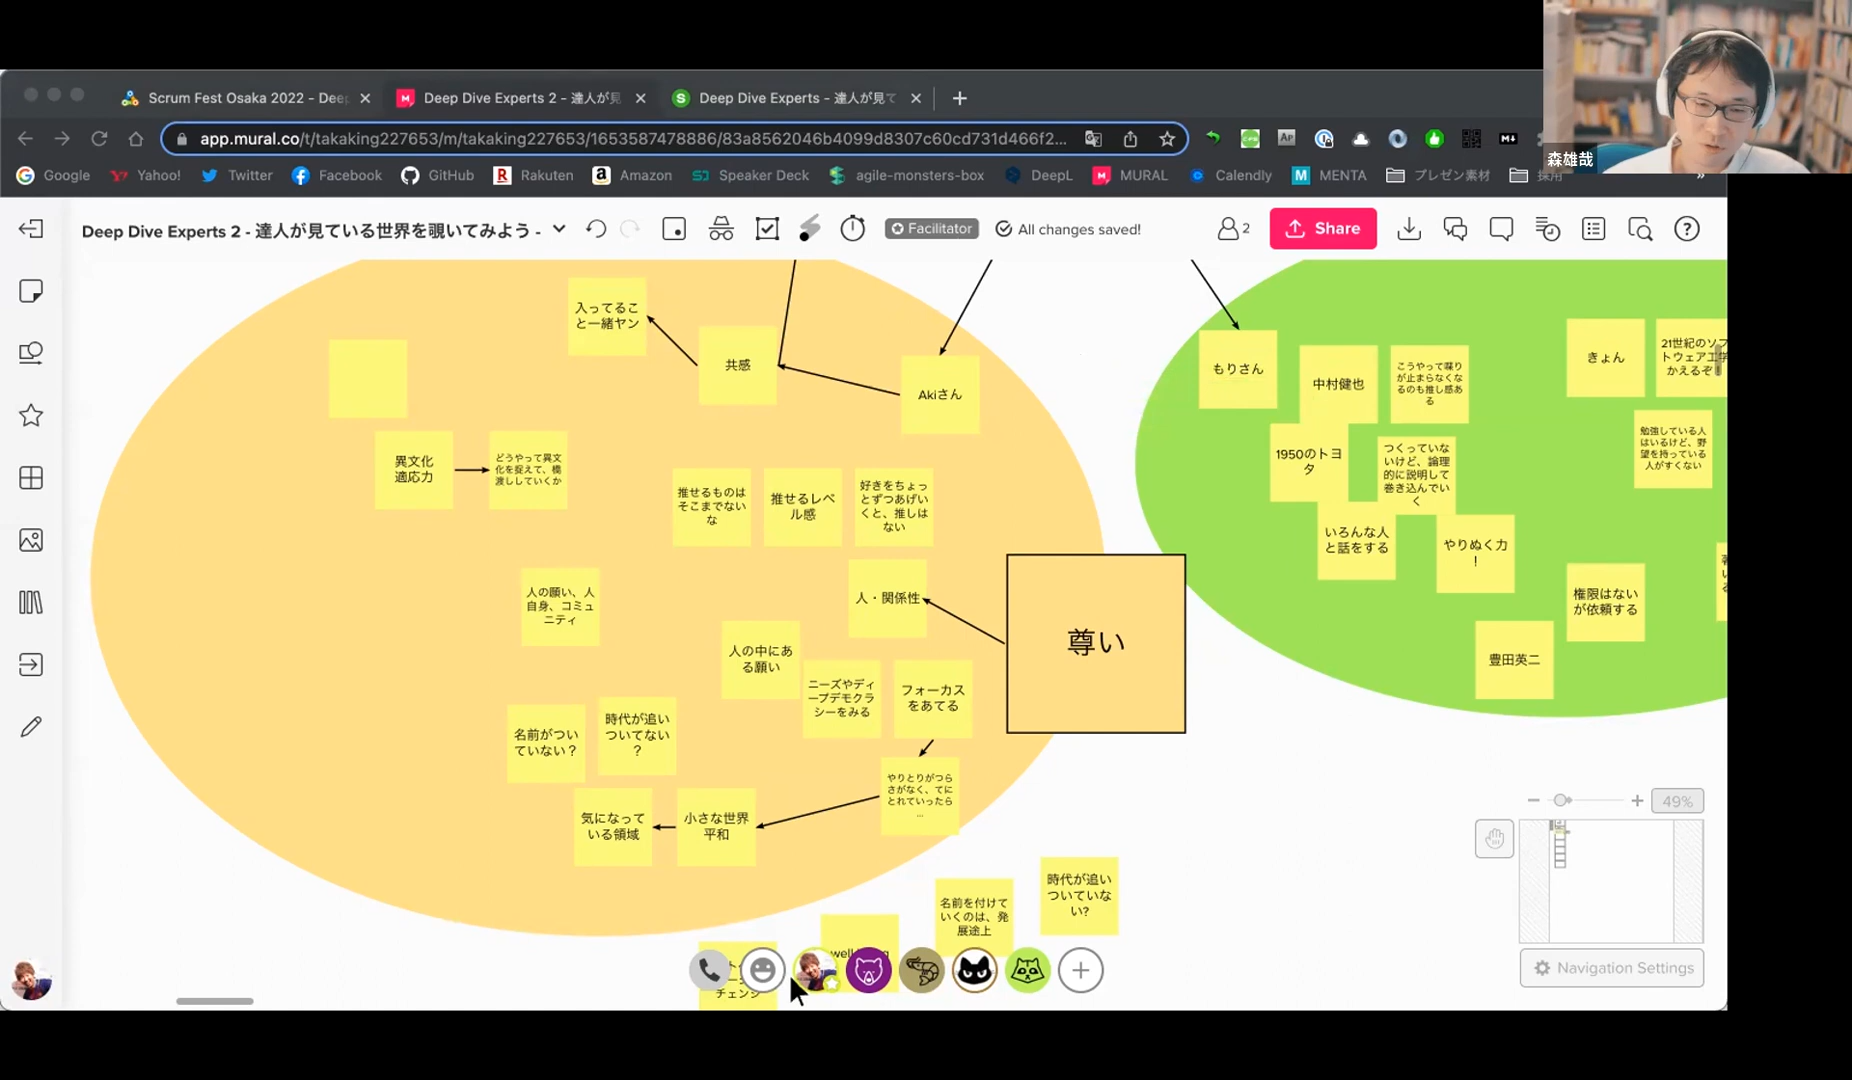 Scrum Fest Osaka 2022 - Deep
Deep Dive Experts 2 - 達人が見
Deep Dive Experts - 達人が見て
app.mural.co/t/takaking227653/m/takaking227653/1653587478886/83a8562046b4099d8307c60cd731d466f2...
Google
Yahoo!
Twitter
Facebook
GitHub
Rakuten
Amazon
Speaker Deck
agile-monsters-box
DeepL
MURAL
Calendly
MENTA
プレゼン素材
採用
森雄哉
Deep Dive Experts 2 - 達人が見ている世界を覗いてみよう -
Facilitator
All changes saved!
2
Share
入ってるこ
と一緒ヤン
共感
Akiさん
異文化
適応力
どうやって異文
化を捉えて、橋
渡ししていくか
推せるものは
そこまでない
な
推せるレベ
ル感
好きをちょっ
とずつあげい
くと、推しは
ない
人の願い、人
自身、コミュ
ニティ
人・関係性
尊い
人の中にあ
る願い
ニーズやディ
ープデモクラ
シーをみる
フォーカス
をあてる
名前がつい
ていない？
時代が追い
ついてない
？
やりとりがつら
さがなく、てに
とれていったら
...
気になって
いる領域
小さな世界
平和
名前を付けて
いくのは、発
展途上
時代が追い
ついていな
い?
チェンジ
もりさん
中村健也
こうやって喋り
が止まらなくな
るのも推し感あ
る
1950のトヨ
タ
つくっていな
いけど、論理
的に説明して
巻き込んでい
く
いろんな人
と話をする
やりぬく力
！
豊田英二
きょん
21世紀のソフ
トウェア工学
かえるぞ！
勉強している人
はいるけど、野
望を持っている
人がすくない
権限はない
が依頼する
49%
Navigation Settings